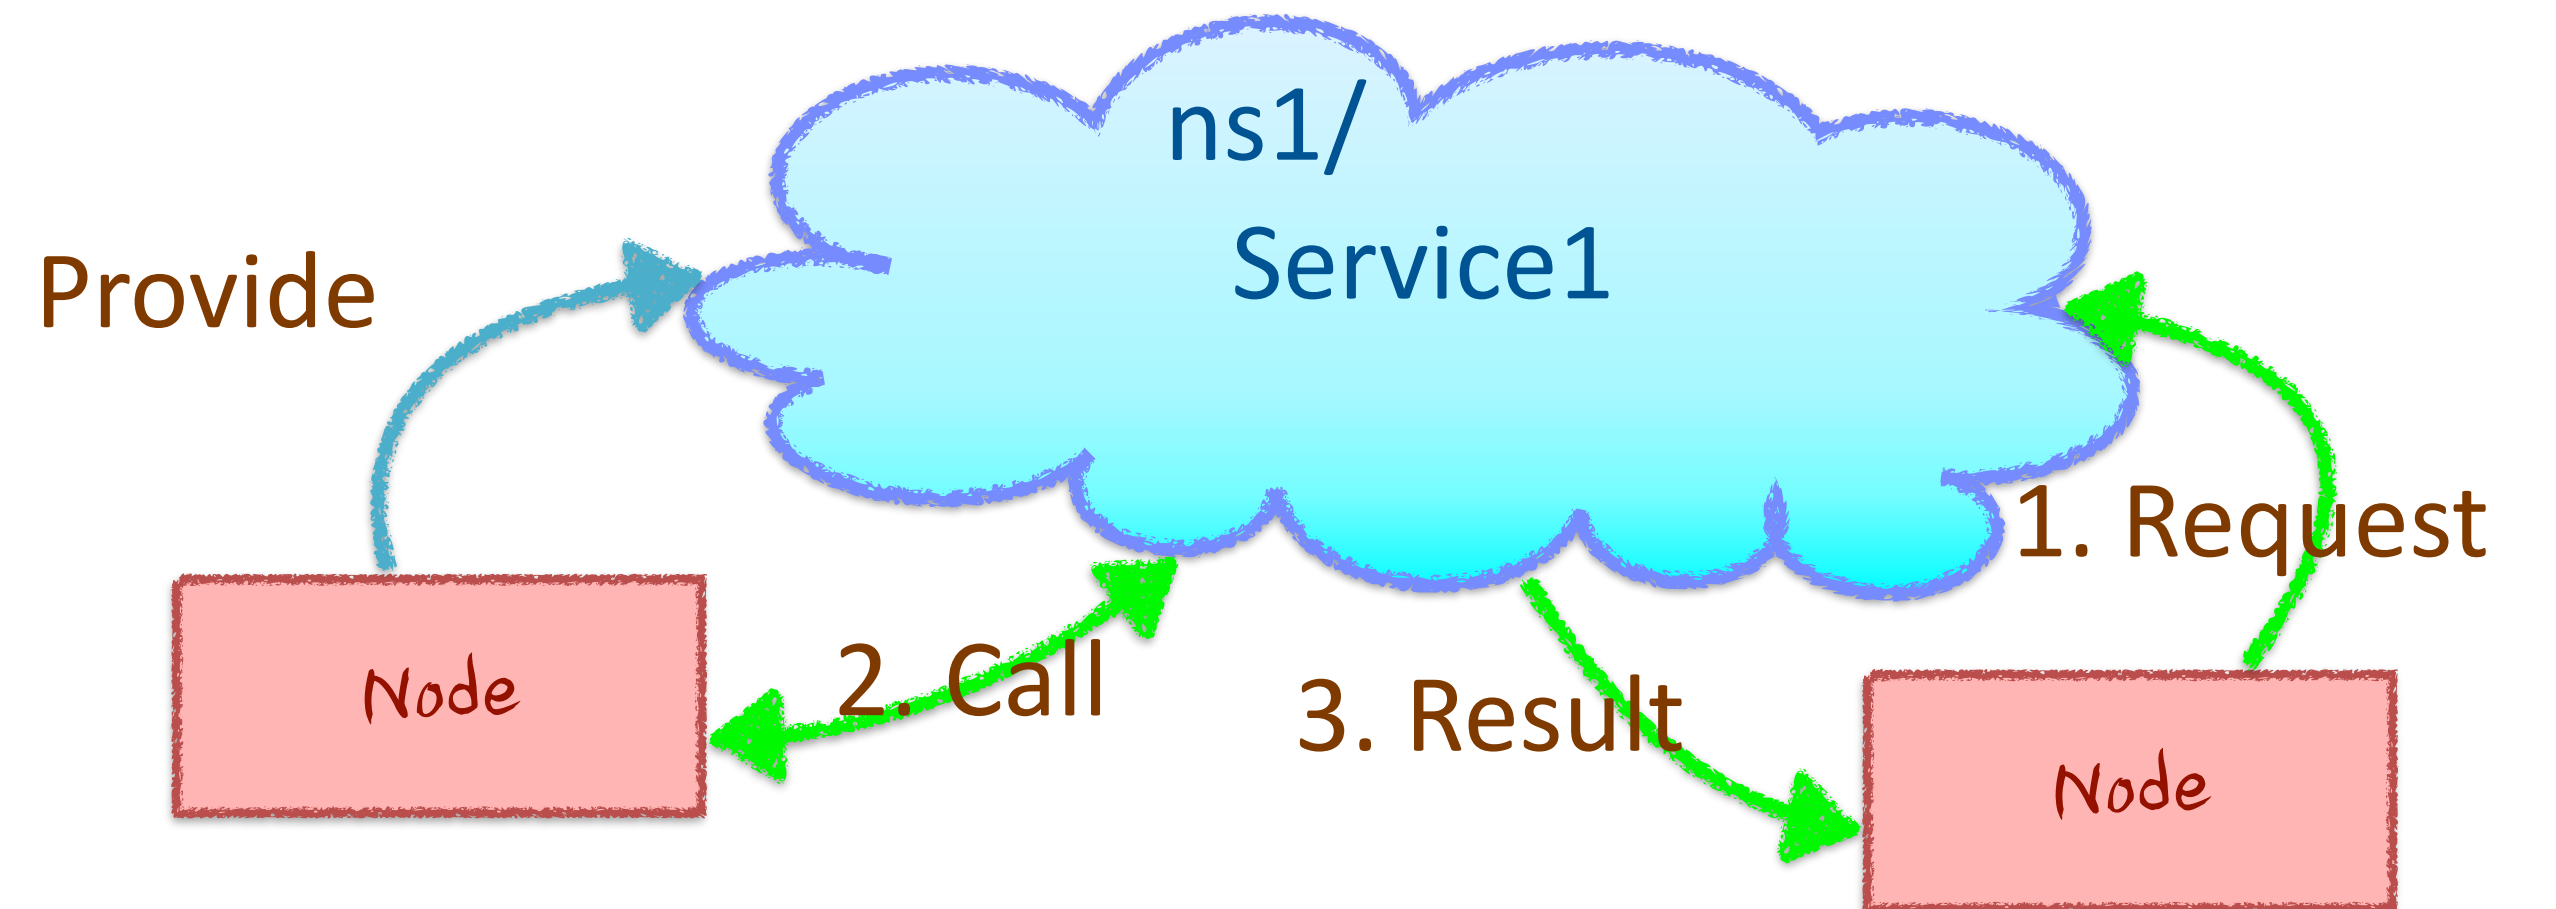 ns1/
Service1
Provide
1. Request
2. Call
3. Result
Node
Node